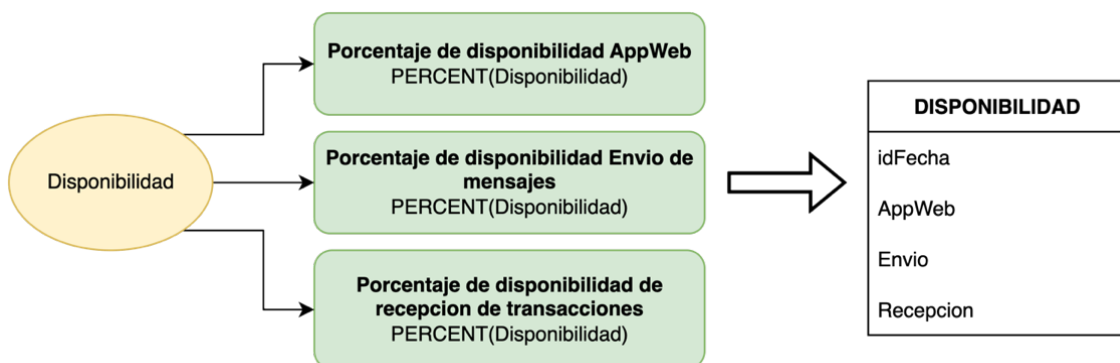 Disponibilidad
Porcentaje de disponibilidad AppWeb
PERCENT(Disponibilidad)
Porcentaje de disponibilidad Envio de
mensajes
PERCENT(Disponibilidad)
Porcentaje de disponibilidad de
recepcion de transacciones
PERCENT(Disponibilidad)
DISPONIBILIDAD
idFecha
AppWeb
Envio
Recepcion